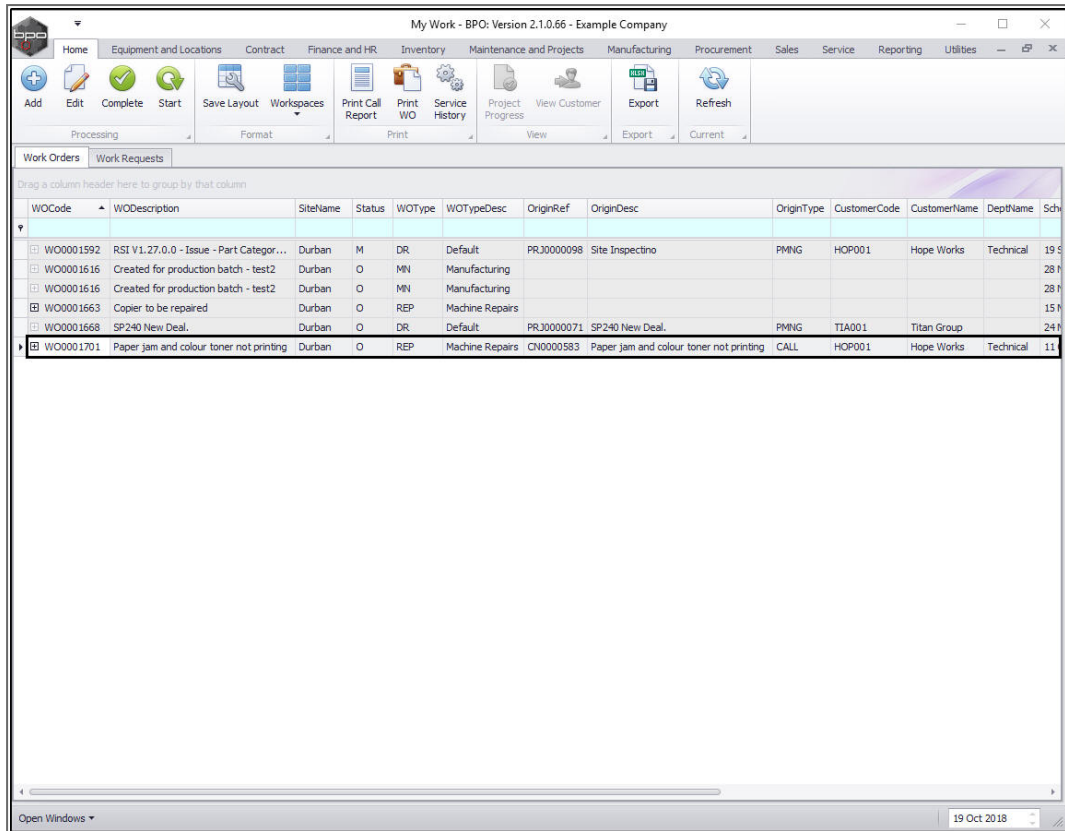 My Work - BPO: Version 2.1.0.66 - Example Company
bpo
Home Equipment and Locations Contract Finance and HR Inventory Maintenance and Projects Manufacturing Procurement Sales Service Reporting Utilities
Add Edit Complete Start Save Layout Workspaces Print Call Report Print WO Service History Project Progress View Customer Export Refresh
Processing Format Print View Export Current
Work Orders Work Requests
Drag a column header here to group by that column
WOCode WODescription SiteName Status WOType WOTypeDesc OriginRef OriginDesc OriginType CustomerCode CustomerName DeptName
WO0001592 RSI V1.27.0.0 - Issue - Part Categor... Durban M DR Default PRJ0000098 Site Inspectino PMNG HOP001 Hope Works Technical 19
WO0001616 Created for production batch - test2 Durban O MN Manufacturing 28
WO0001616 Created for production batch - test2 Durban O MN Manufacturing 28
WO0001663 Copier to be repaired Durban O REP Machine Repairs 15
WO0001668 SP240 New Deal. Durban O DR Default PRJ0000071 SP240 New Deal. PMNG TIA001 Titan Group 24
WO0001701 Paper jam and colour toner not printing Durban O REP Machine Repairs CN0000583 Paper jam and colour toner not printing CALL HOP001 Hope Works Technical 11
Open Windows 19 Oct 2018